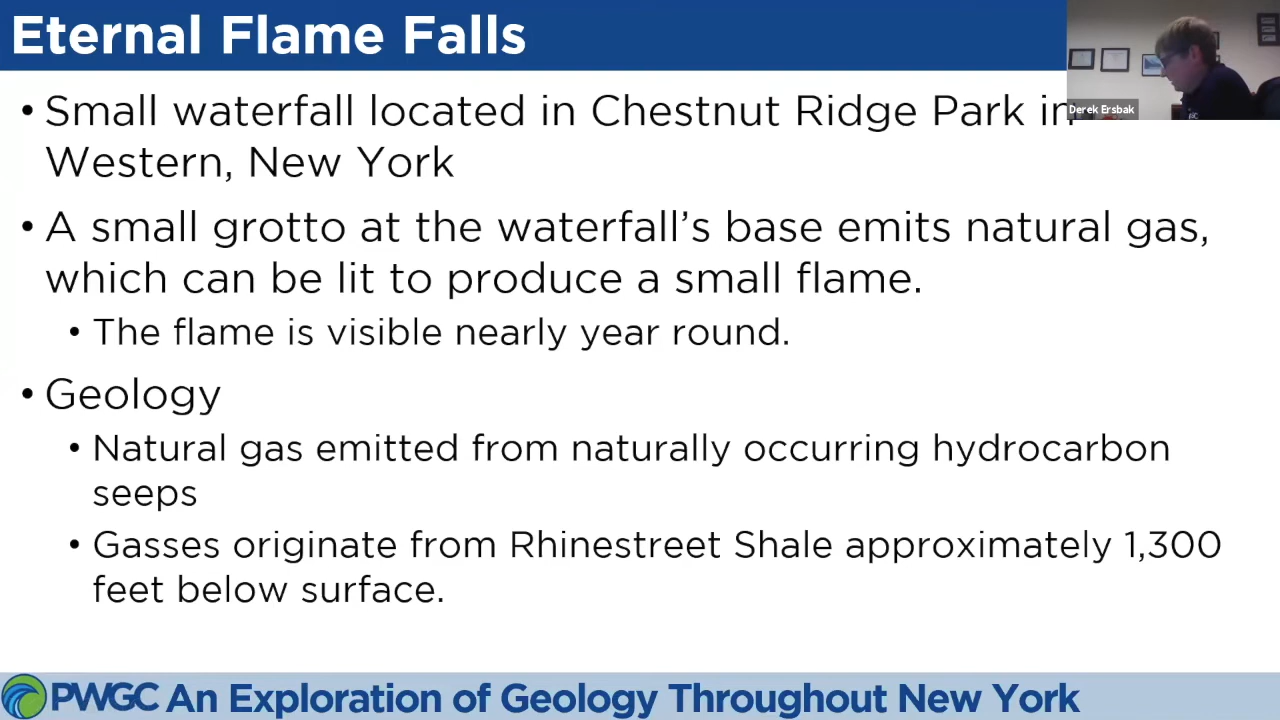 Eternal Flame Falls
Derek Ersbak
• Small waterfall located in Chestnut Ridge Park in
Western, New York
• A small grotto at the waterfall’s base emits natural gas,
which can be lit to produce a small flame.
• The flame is visible nearly year round.
• Geology
• Natural gas emitted from naturally occurring hydrocarbon
seeps
• Gasses originate from Rhinestreet Shale approximately 1,300
feet below surface.
PWGC An Exploration of Geology Throughout New York